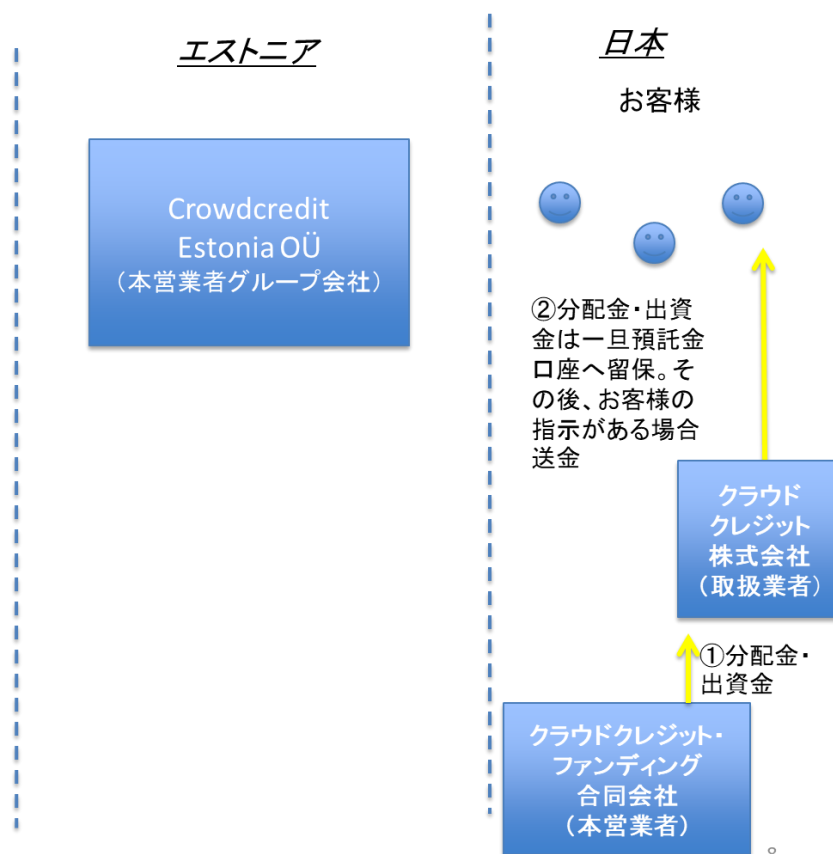 エストニア
日本
お客様
Crowdcredit
Estonia OÜ
（本営業者グループ会社）
②分配金・出資
金は一旦預託金
口座へ留保。そ
の後、お客様の
指示がある場合
送金
クラウド
クレジット
株式会社
（取扱業者）
①分配金・
出資金
クラウドクレジット・
ファンディング
合同会社
（本営業者）
8